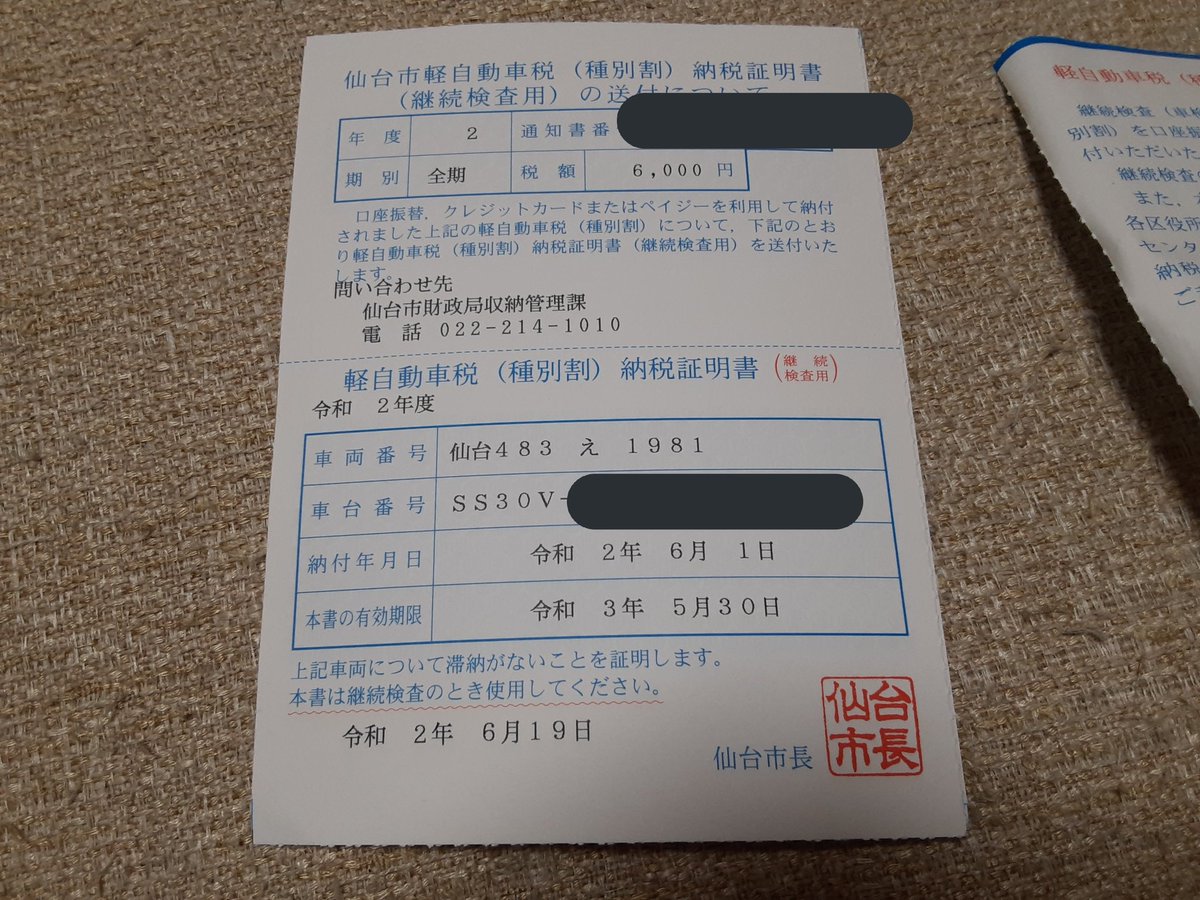 仙台市軽自動車税（種別割）納税証明書
（継続検査用）の送付について
年度 2 通知書番
期別 全期 税額 6,000 円
口座振替，クレジットカードまたはペイジーを利用して納付
されました上記の軽自動車税（種別割）について，下記のとお
り軽自動車税（種別割）納税証明書（継続検査用）を送付いた
します。
問い合わせ先
仙台市財政局収納管理課
電　話　022-214-1010
軽自動車税（種別割）納税証明書（継続検査用）
令和　２年度
車両番号 仙台４８３　え　１９８１
車台番号 ＳＳ３０Ｖ-
納付年月日 令和　２年　６月　１日
本書の有効期限 令和　３年　５月３０日
上記車両について滞納がないことを証明します。
本書は継続検査のとき使用してください。
令和　２年　６月１９日
仙台市長
仙台市長
軽自動車税（
継続検査（車検
別割）を口座振
付いただいた
継続検査の
また，
各区役所
センタ
納税
ご